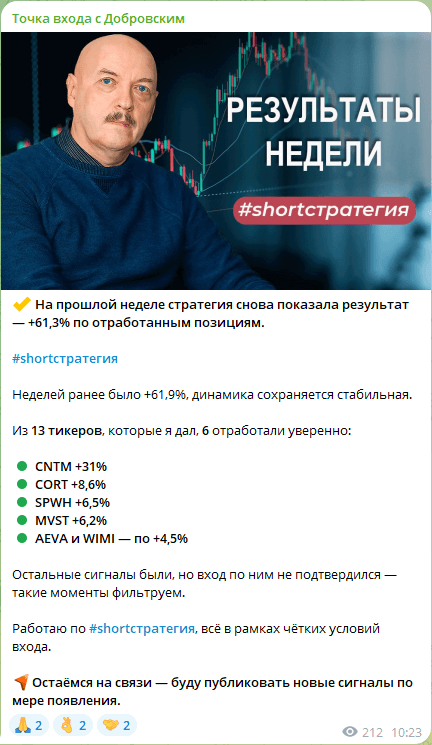 Точка входа с Добровским
РЕЗУЛЬТАТЫ
НЕДЕЛИ
#shortстратегия
На прошлой неделе стратегия снова показала результат
— +61,3% по отработанным позициям.
#shortстратегия
Неделей ранее было +61,9%, динамика сохраняется стабильная.
Из 13 тикеров, которые я дал, 6 отработали уверенно:
CNTM +31%
CORT +8,6%
SPWH +6,5%
MVST +6,2%
AEVA и WIMI — по +4,5%
Остальные сигналы были, но вход по ним не подтвердился —
такие моменты фильтруем.
Работаю по #shortстратегия, всё в рамках чётких условий
входа.
Остаёмся на связи — буду публиковать новые сигналы по
мере появления.
2 2 2 212 10:23